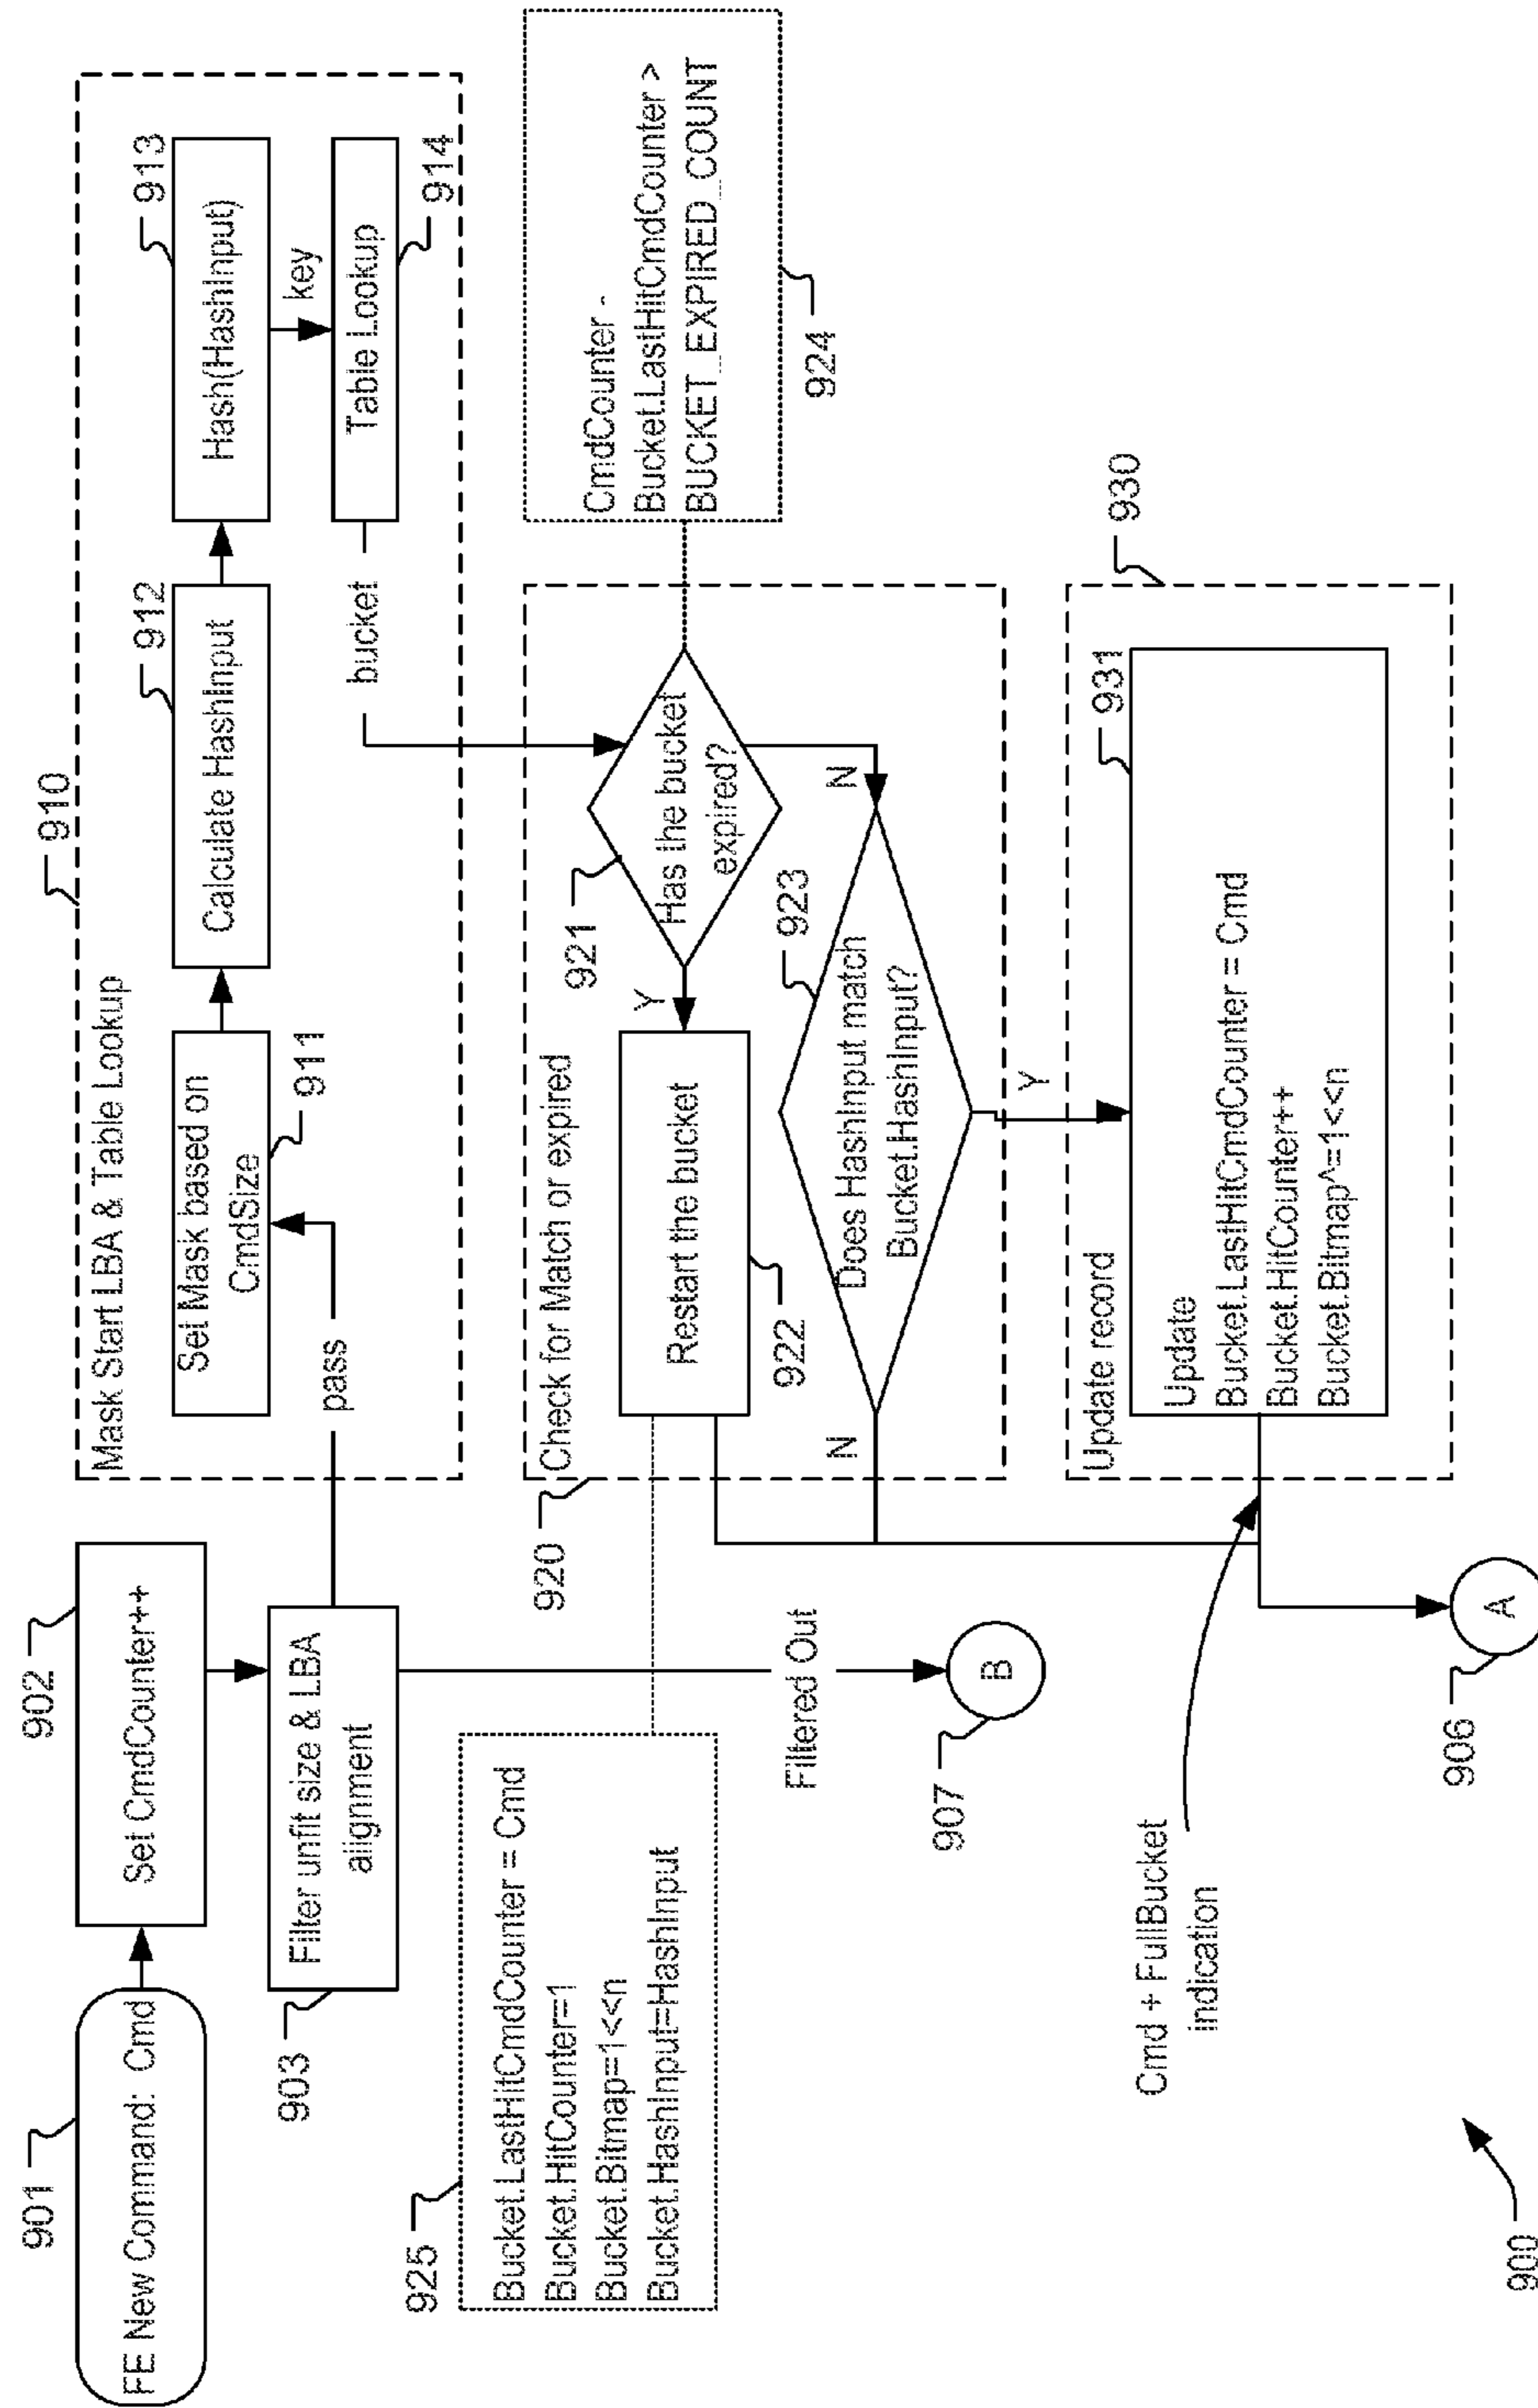 901
FE New Command: Cmd
902
Set CmdCounter++
903
Filter unfit size & LBA
alignment
pass
Filtered Out
907
B
910
Mask Start LBA & Table Lookup
Set Mask based on
CmdSize
911
912
Calculate HashInput
913
Hash(HashInput)
key
Table Lookup
914
bucket
920
Check for Match or expired
921
Has the bucket
expired?
Y
N
Restart the bucket
922
923
Does HashInput match
Bucket.HashInput?
N
Y
CmdCounter -
Bucket.LastHitCmdCounter >
BUCKET_EXPIRED_COUNT
924
925
Bucket.LastHitCmdCounter = Cmd
Bucket.HitCounter=1
Bucket.Bitmap=1<<n
Bucket.HashInput=HashInput
930
Update record
931
Update
Bucket.LastHitCmdCounter = Cmd
Bucket.HitCounter++
Bucket.Bitmap^=1<<n
Cmd + FullBucket
indication
906
A
900